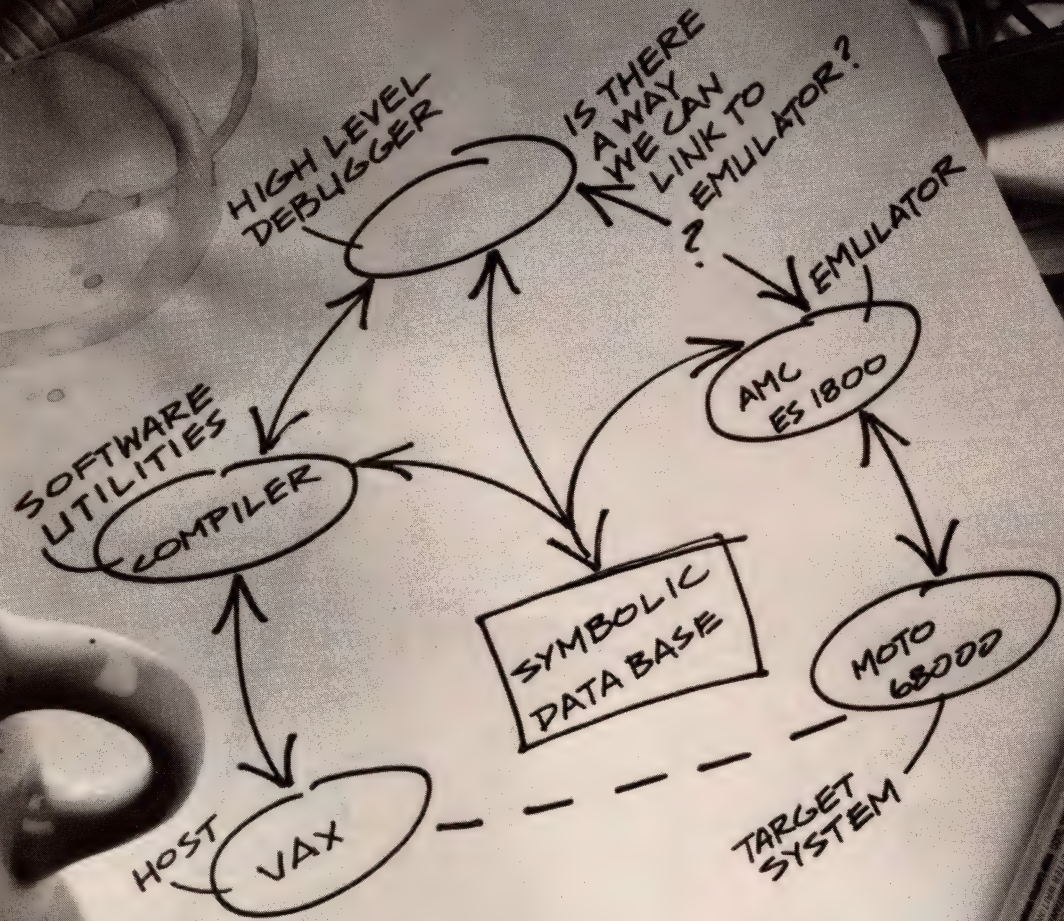 HIGH LEVEL
DEBUGGER
IS THERE
A WAY
WE CAN
LINK TO
EMULATOR?
?
EMULATOR
AMC
ES 1800
SOFTWARE
UTILITIES
COMPILER
SYMBOLIC
DATA BASE
MOTO
68000
HOST
VAX
TARGET
SYSTEM